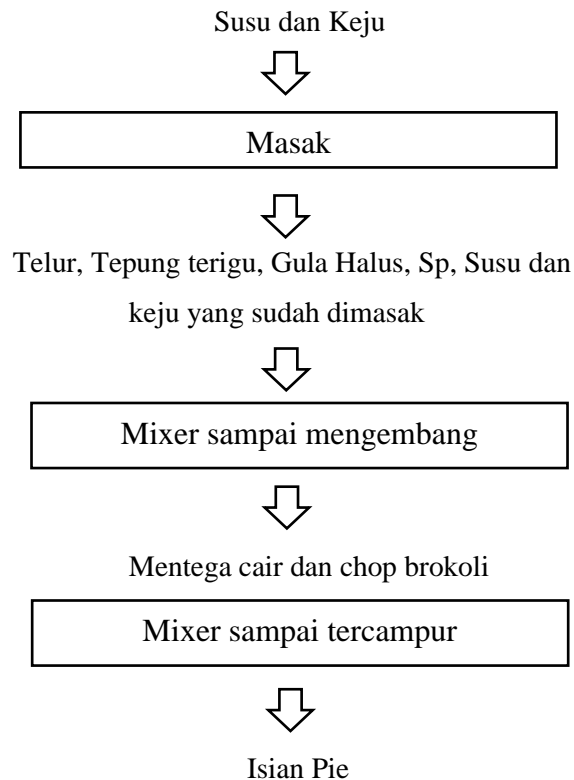 Susu dan Keju
Masak
Telur, Tepung terigu, Gula Halus, Sp, Susu dan
keju yang sudah dimasak
Mixer sampai mengembang
Mentega cair dan chop brokoli
Mixer sampai tercampur
Isian Pie